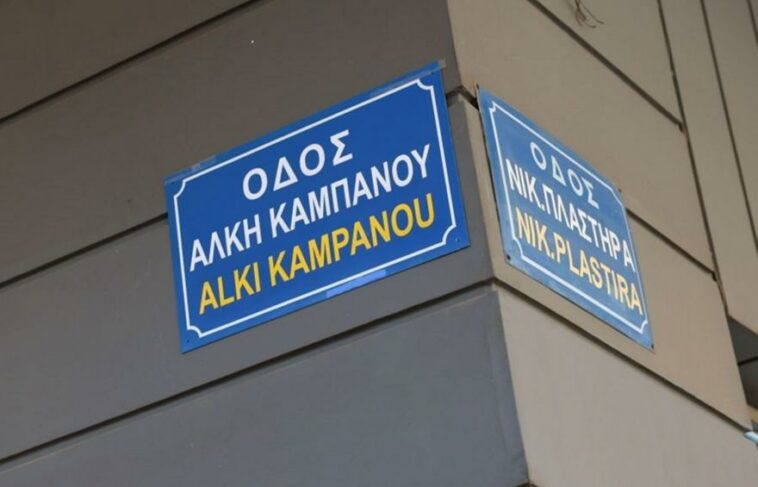 ΟΔΟΣ
ΑΛΚΗ ΚΑΜΠΑΝΟΥ
ALKI KAMPANOU
ΟΔΟΣ
ΝΙΚ.ΠΛΑΣΤΗΡΑ
NIK.PLASTIRA